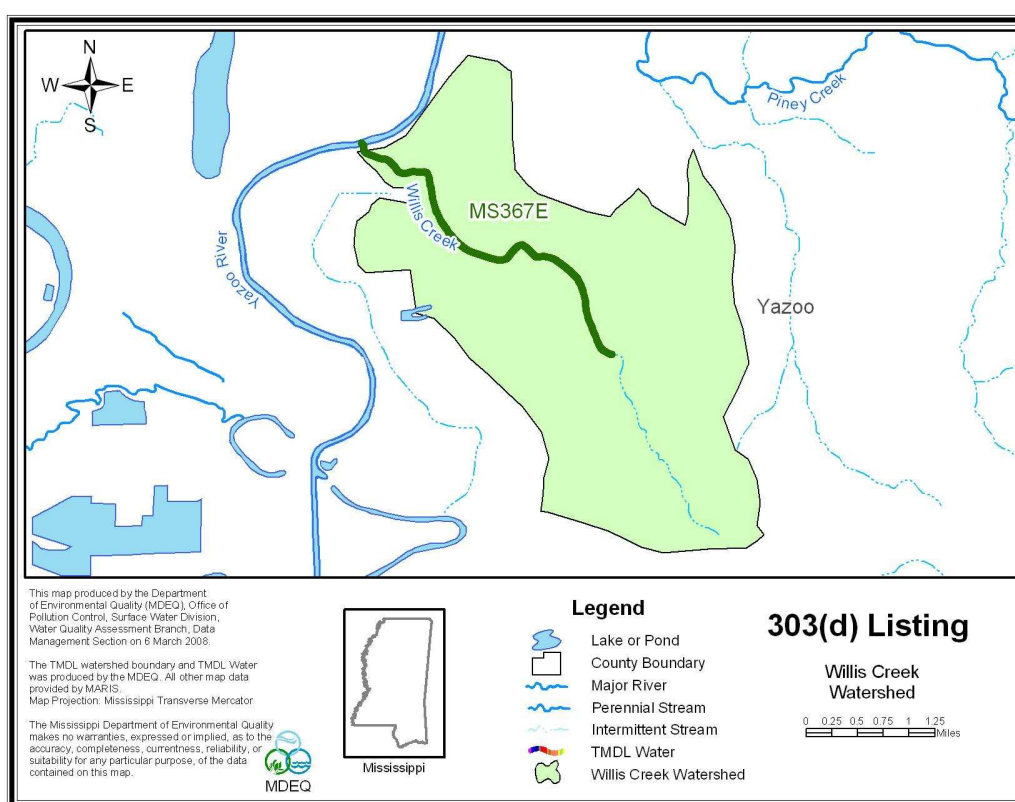 N
W E
S
Piney Creek
Willis Creek
MS367E
Yazoo River
Yazoo
This map produced by the Department
of Environmental Quality (MDEQ), Office of
Pollution Control, Surface Water Division,
Water Quality Assessment Branch, Data
Management Section on 6 March 2008.
The TMDL watershed boundary and TMDL Water
was produced by the MDEQ. All other map data
provided by MARIS.
Map Projection: Mississippi Transverse Mercator
The Mississippi Department of Environmental Quality
makes no warranties, expressed or implied, as to the
accuracy, completeness, currentness, reliability, or
suitability for any particular purpose, of the data
contained on this map.
MDEQ
Mississippi
Legend
Lake or Pond
County Boundary
Major River
Perennial Stream
Intermittent Stream
TMDL Water
Willis Creek Watershed
303(d) Listing
Willis Creek
Watershed
0 0.25 0.5 0.75 1 1.25
Miles